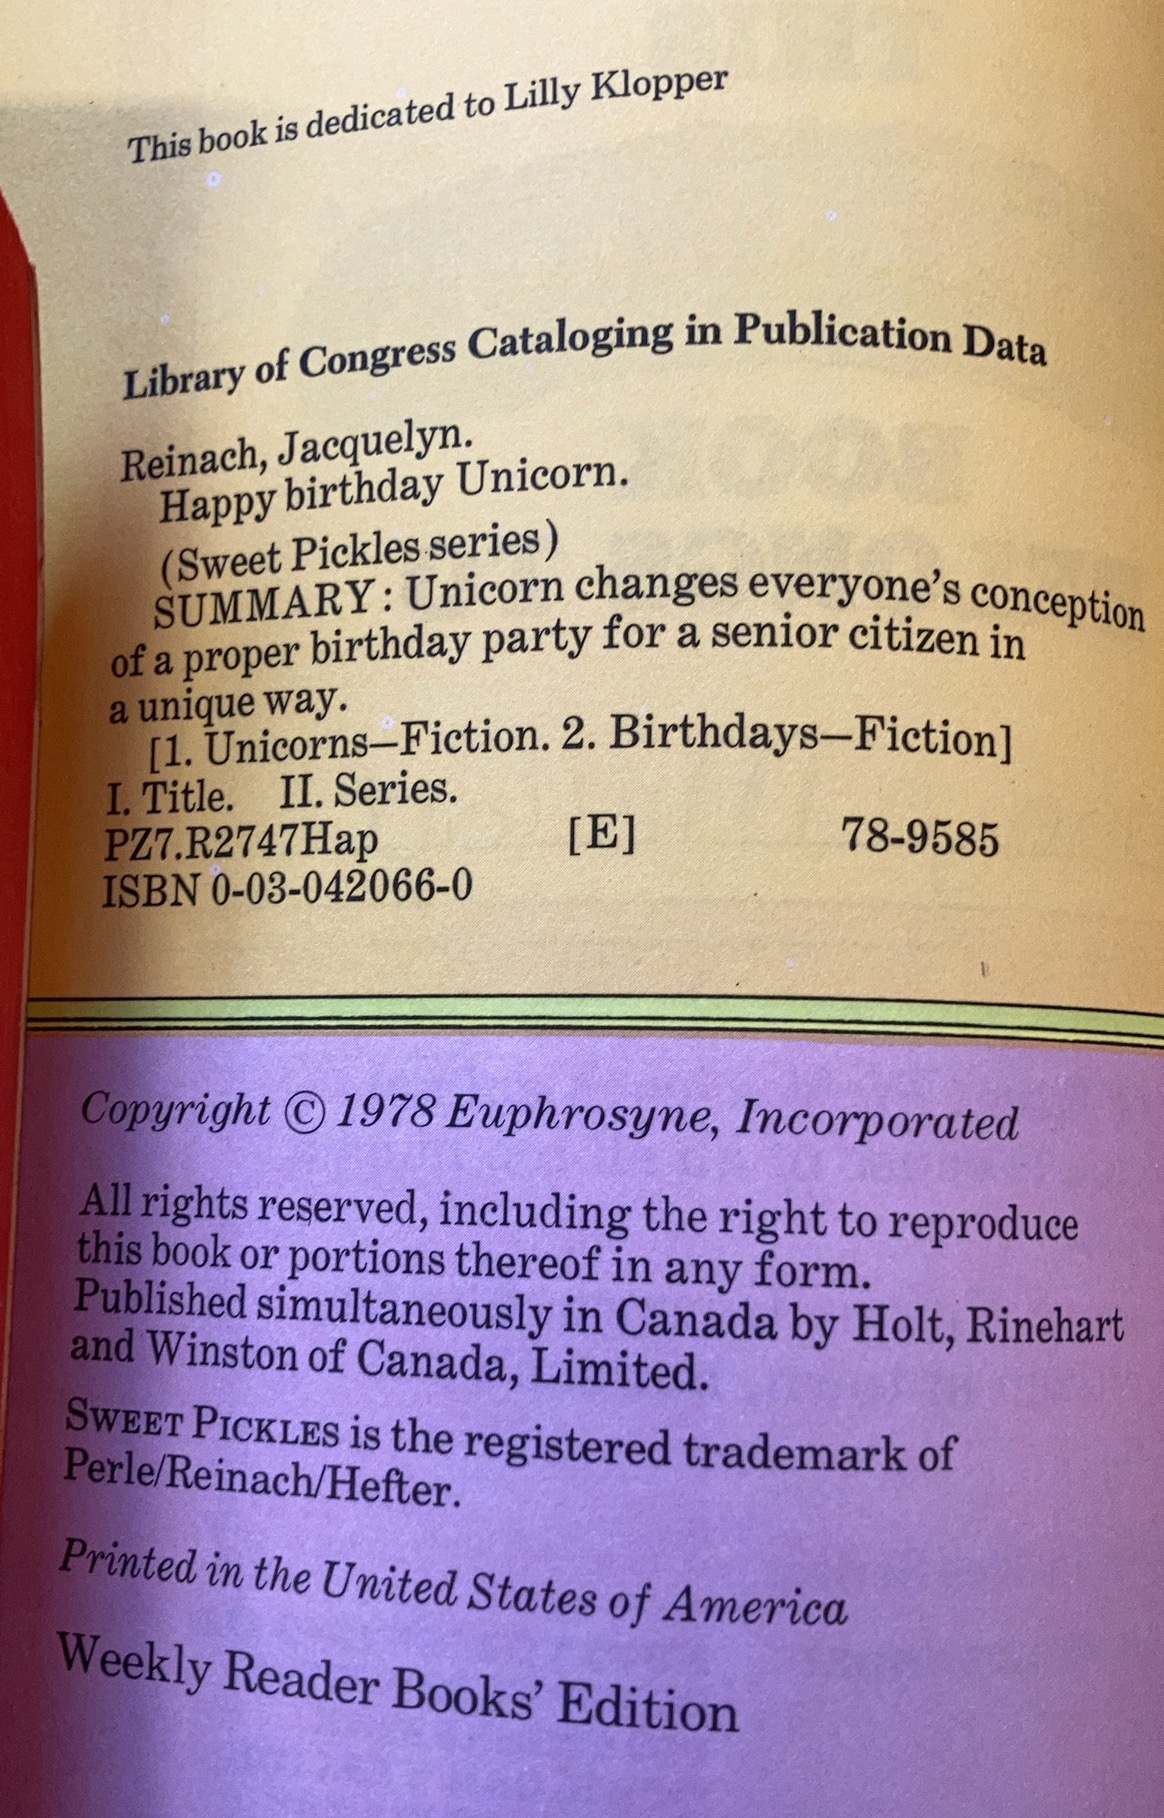 This book is dedicated to Lilly Klopper
Library of Congress Cataloging in Publication Data
Reinach, Jacquelyn.
Happy birthday Unicorn.
(Sweet Pickles series)
SUMMARY: Unicorn changes everyone's conception
of a proper birthday party for a senior citizen in
a unique way.
[1. Unicorns—Fiction. 2. Birthdays—Fiction]
I. Title. II. Series.
PZ7.R2747Hap [E] 78-9585
ISBN 0-03-042066-0
Copyright © 1978 Euphrosyne, Incorporated
All rights reserved, including the right to reproduce
this book or portions thereof in any form.
Published simultaneously in Canada by Holt, Rinehart
and Winston of Canada, Limited.
SWEET PICKLES is the registered trademark of
Perle/Reinach/Hefter.
Printed in the United States of America
Weekly Reader Books' Edition